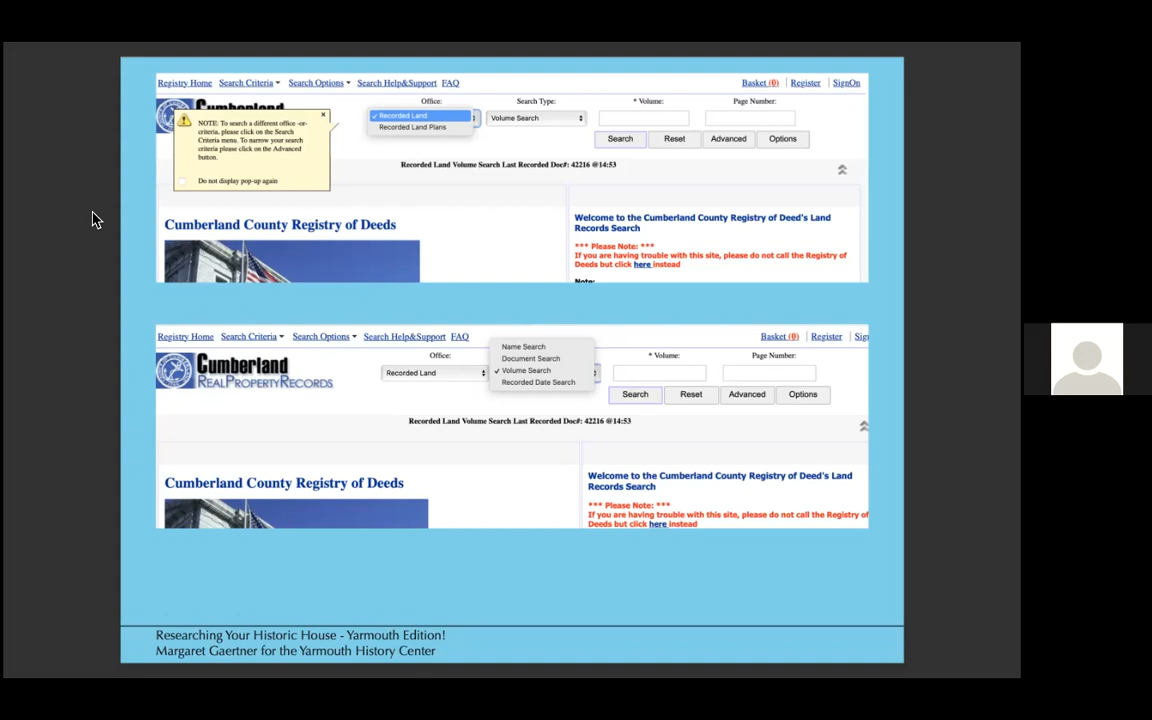 Registry Home Search Criteria Search Options Search Help&Support FAQ Basket (0) Register SignOn
Cumberland
Office: Search Type: * Volume: Page Number:
Recorded Land
Recorded Land Plans
Volume Search
NOTE: To search a different office -or-
criteria, please click on the Search
Criteria menu. To narrow your search
criteria please click on the Advanced
button.
Do not display pop-up again
Search Reset Advanced Options
Recorded Land Volume Search Last Recorded Doc#: 42216 @14:53
Cumberland County Registry of Deeds
Welcome to the Cumberland County Registry of Deed's Land
Records Search
*** Please Note: ***
If you are having trouble with this site, please do not call the Registry of
Deeds but click here instead
Note:
Registry Home Search Criteria Search Options Search Help&Support FAQ Basket (0) Register Sig
Cumberland
REAL PROPERTY RECORDS
Office: * Volume: Page Number:
Recorded Land
Name Search
Document Search
Volume Search
Recorded Date Search
Search Reset Advanced Options
Recorded Land Volume Search Last Recorded Doc#: 42216 @14:53
Cumberland County Registry of Deeds
Welcome to the Cumberland County Registry of Deed's Land
Records Search
*** Please Note: ***
If you are having trouble with this site, please do not call the Registry of
Deeds but click here instead
Researching Your Historic House - Yarmouth Edition!
Margaret Gaertner for the Yarmouth History Center